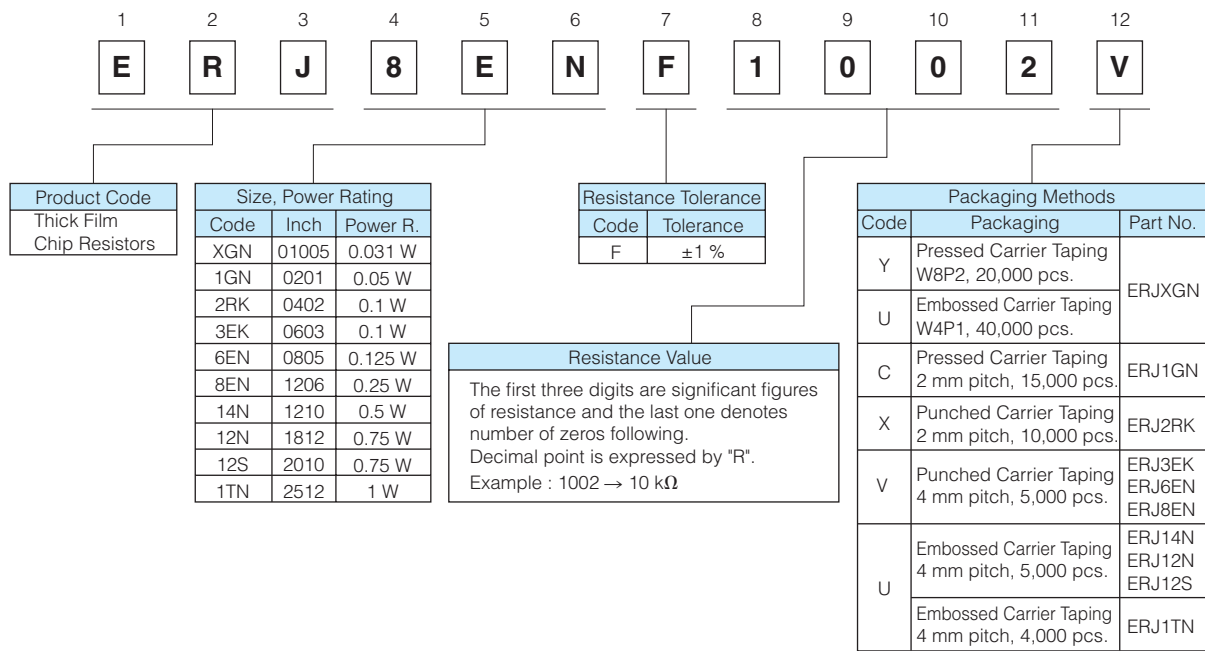 1 2 3 4 5 6 7 8 9 10 11 12
E R J 8 E N F 1 0 0 2 V
Product Code
Thick Film
Chip Resistors
Size, Power Rating
Code Inch Power R.
XGN 01005 0.031 W
1GN 0201 0.05 W
2RK 0402 0.1 W
3EK 0603 0.1 W
6EN 0805 0.125 W
8EN 1206 0.25 W
14N 1210 0.5 W
12N 1812 0.75 W
12S 2010 0.75 W
1TN 2512 1 W
Resistance Tolerance
Code Tolerance
F ±1 %
Resistance Value
The first three digits are significant figures
of resistance and the last one denotes
number of zeros following.
Decimal point is expressed by "R".
Example : 1002 → 10 kΩ
Packaging Methods
Code Packaging Part No.
Y Pressed Carrier Taping
W8P2, 20,000 pcs.
ERJXGN
U Embossed Carrier Taping
W4P1, 40,000 pcs.
C Pressed Carrier Taping
2 mm pitch, 15,000 pcs.
ERJ1GN
X Punched Carrier Taping
2 mm pitch, 10,000 pcs.
ERJ2RK
V Punched Carrier Taping
4 mm pitch, 5,000 pcs.
ERJ3EK
ERJ6EN
ERJ8EN
U Embossed Carrier Taping
4 mm pitch, 5,000 pcs.
ERJ14N
ERJ12N
ERJ12S
Embossed Carrier Taping
4 mm pitch, 4,000 pcs.
ERJ1TN